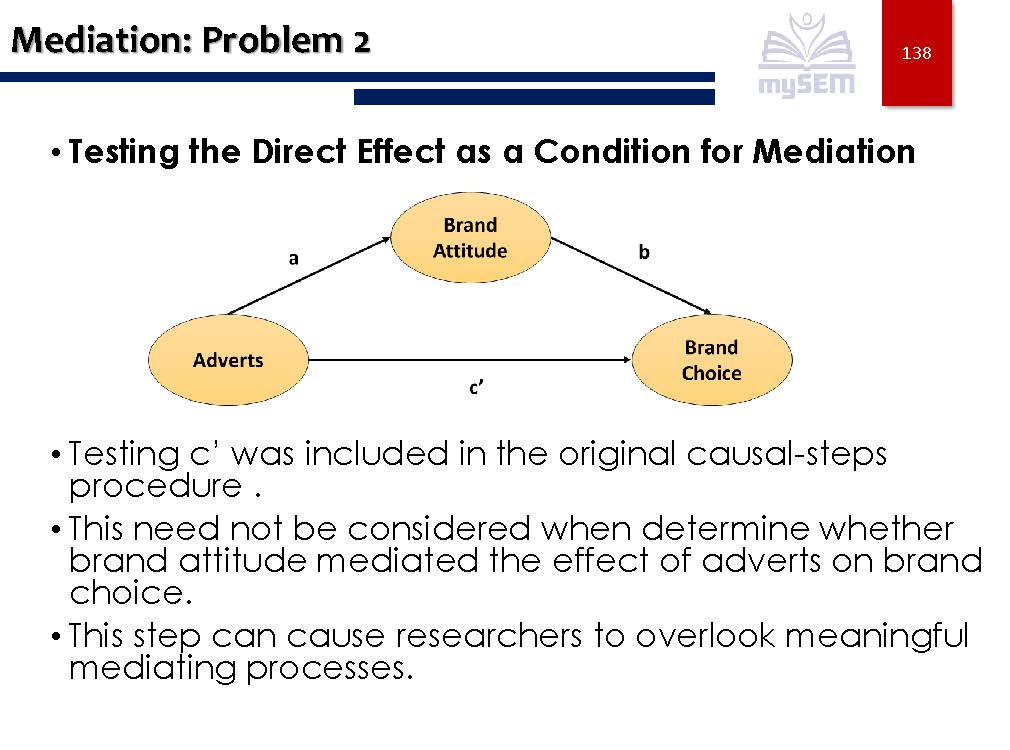 Mediation: Problem 2
mySEM
138
• Testing the Direct Effect as a Condition for Mediation
Brand
Attitude
a
b
Adverts
Brand
Choice
c’
• Testing c’ was included in the original causal-steps
procedure .
• This need not be considered when determine whether
brand attitude mediated the effect of adverts on brand
choice.
• This step can cause researchers to overlook meaningful
mediating processes.